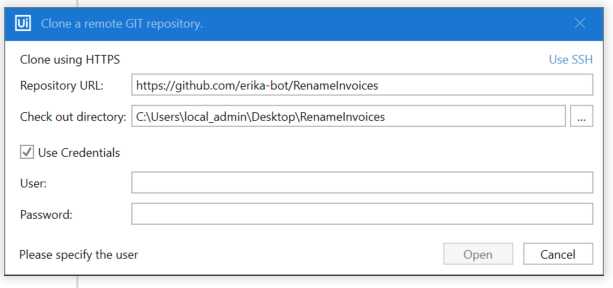 Ui Clone a remote GIT repository.
Clone using HTTPS Use SSH
Repository URL: https://github.com/erika-bot/RenameInvoices
Check out directory: C:\Users\local_admin\Desktop\RenameInvoices ...
Use Credentials
User:
Password:
Please specify the user Open Cancel